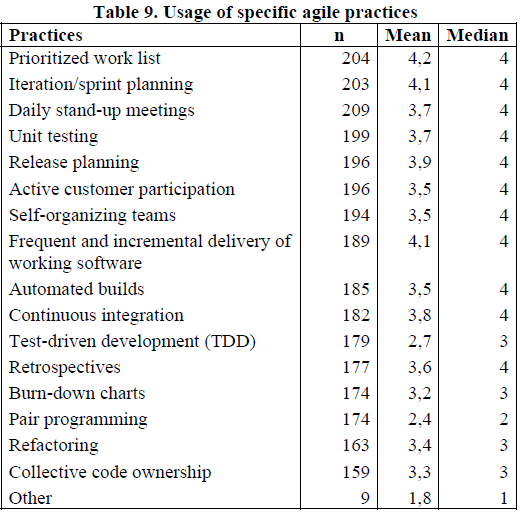 Table 9. Usage of specific agile practices
Practices n Mean Median
Prioritized work list 204 4,2 4
Iteration/sprint planning 203 4,1 4
Daily stand-up meetings 209 3,7 4
Unit testing 199 3,7 4
Release planning 196 3,9 4
Active customer participation 196 3,5 4
Self-organizing teams 194 3,5 4
Frequent and incremental delivery of 189 4,1 4
working software
Automated builds 185 3,5 4
Continuous integration 182 3,8 4
Test-driven development (TDD) 179 2,7 3
Retrospectives 177 3,6 4
Burn-down charts 174 3,2 3
Pair programming 174 2,4 2
Refactoring 163 3,4 3
Collective code ownership 159 3,3 3
Other 9 1,8 1